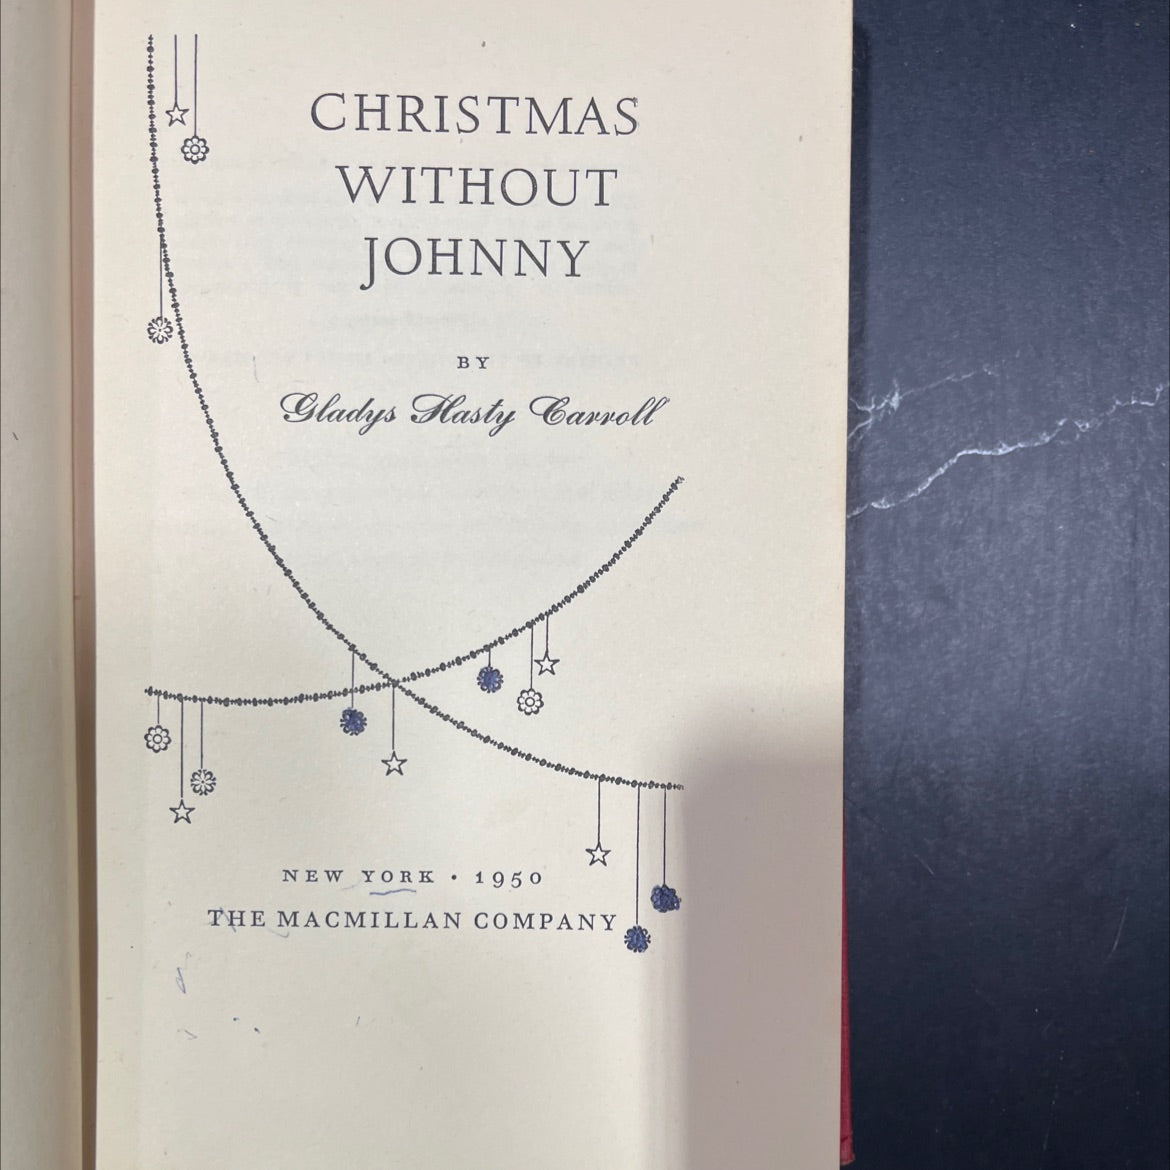 CHRISTMAS
WITHOUT
JOHNNY
BY
Gladys Hasty Carroll
NEW YORK • 1950
THE MACMILLAN COMPANY